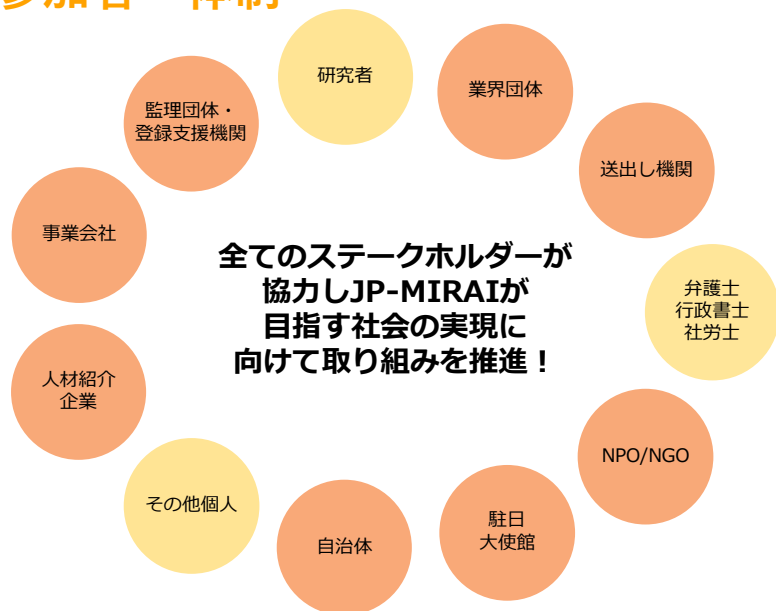 参加者・体制
研究者
業界団体
監理団体・
登録支援機関
送出し機関
事業会社
全てのステークホルダーが
協力しJP-MIRAIが
目指す社会の実現に
向けて取り組みを推進！
弁護士
行政書士
社労士
人材紹介
企業
NPO/NGO
その他個人
駐日
大使館
自治体